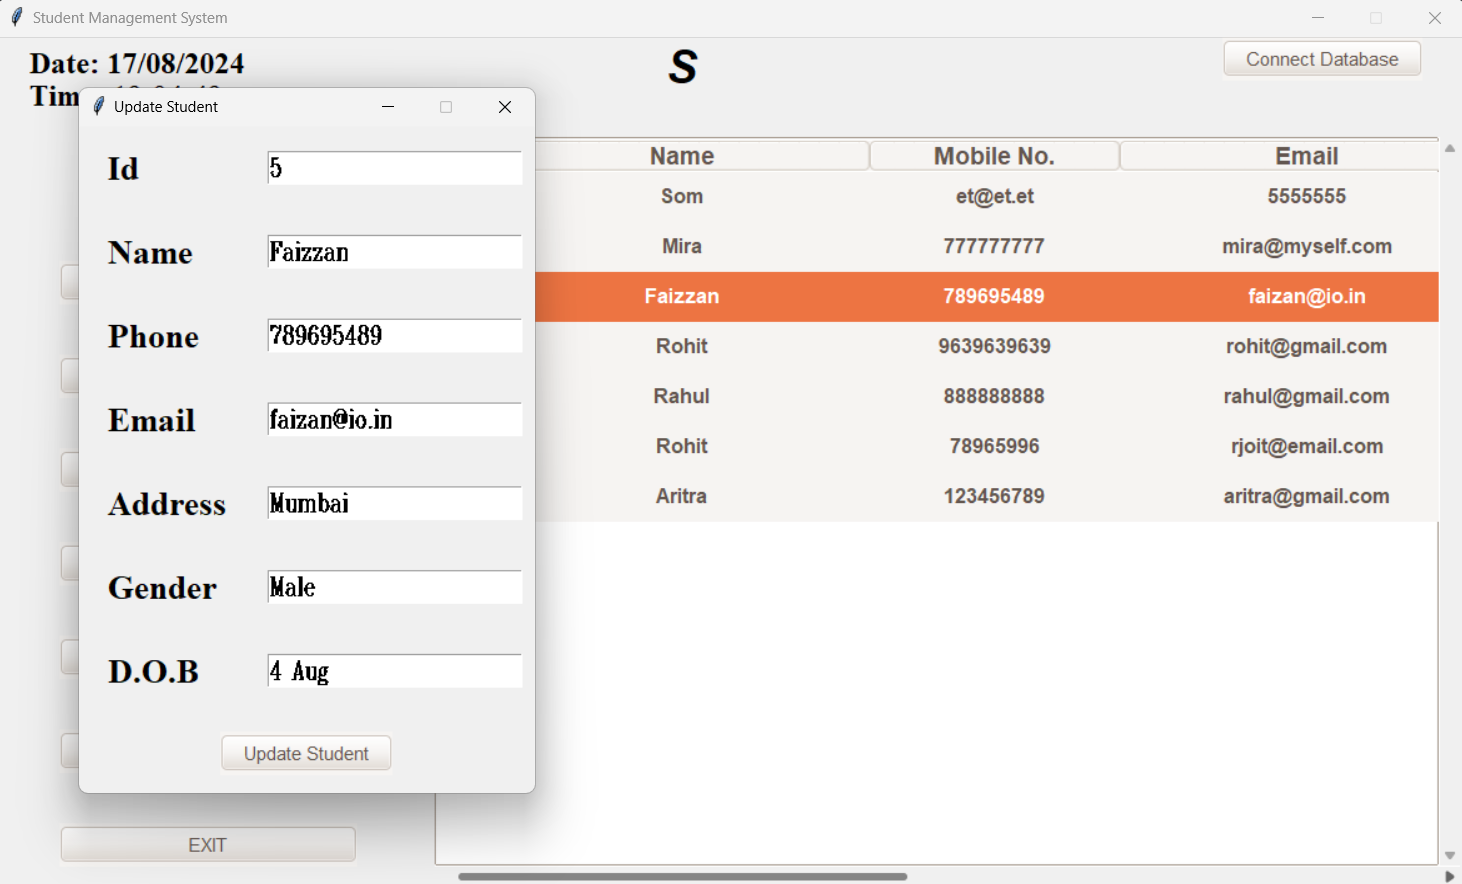 Student Management System
Date: 17/08/2024
S
Connect Database
Tim
Update Student
Id 5
Name Faizzan
Phone 789695489
Email faizan@io.in
Address Mumbai
Gender Male
D.O.B 4 Aug
Update Student
Name Mobile No. Email
Som et@et.et 5555555
Mira 777777777 mira@myself.com
Faizzan 789695489 faizan@io.in
Rohit 9639639639 rohit@gmail.com
Rahul 888888888 rahul@gmail.com
Rohit 78965996 rjoit@email.com
Aritra 123456789 aritra@gmail.com
EXIT